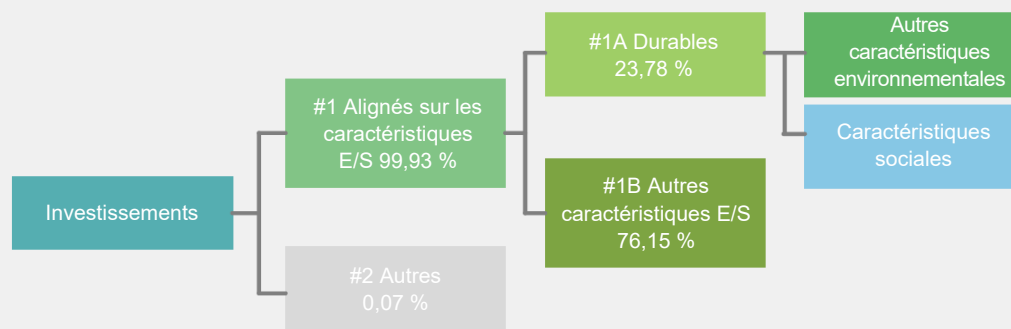 Investissements
#1 Alignés sur les
caractéristiques
E/S 99,93 %
#2 Autres
0,07 %
#1A Durables
23,78 %
#1B Autres
caractéristiques E/S
76,15 %
Autres
caractéristiques
environnementales
Caractéristiques
sociales